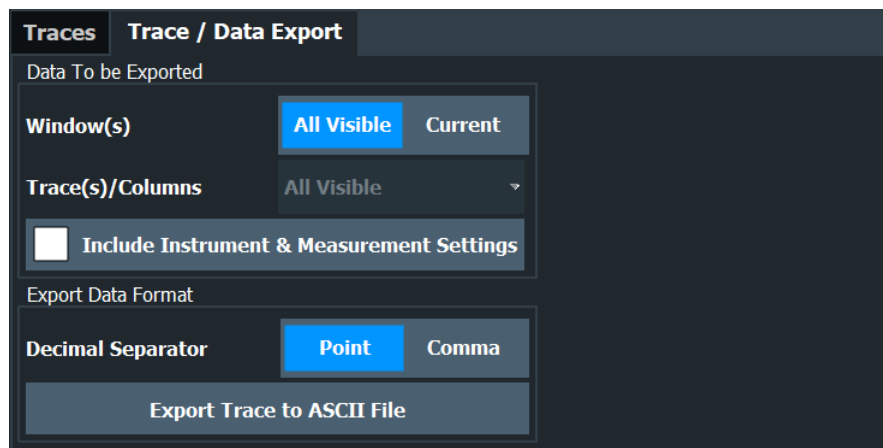 Traces Trace / Data Export
Data To be Exported
Window(s) All Visible Current
Trace(s)/Columns All Visible
Include Instrument & Measurement Settings
Export Data Format
Decimal Separator Point Comma
Export Trace to ASCII File